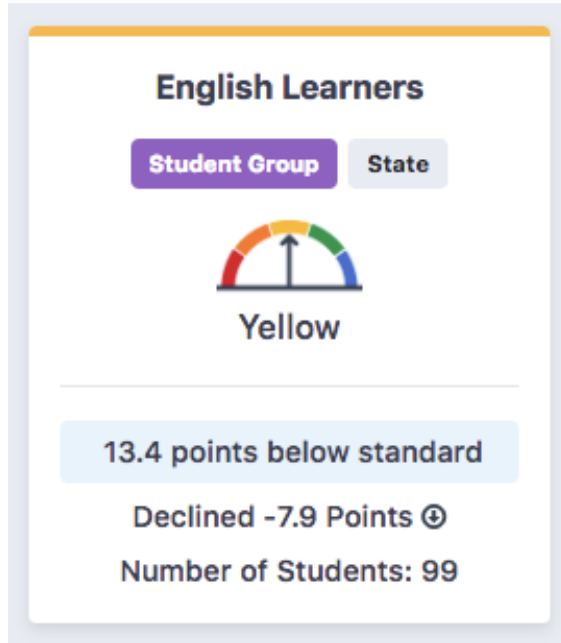 English Learners
Student Group State
Yellow
13.4 points below standard
Declined -7.9 Points
Number of Students: 99